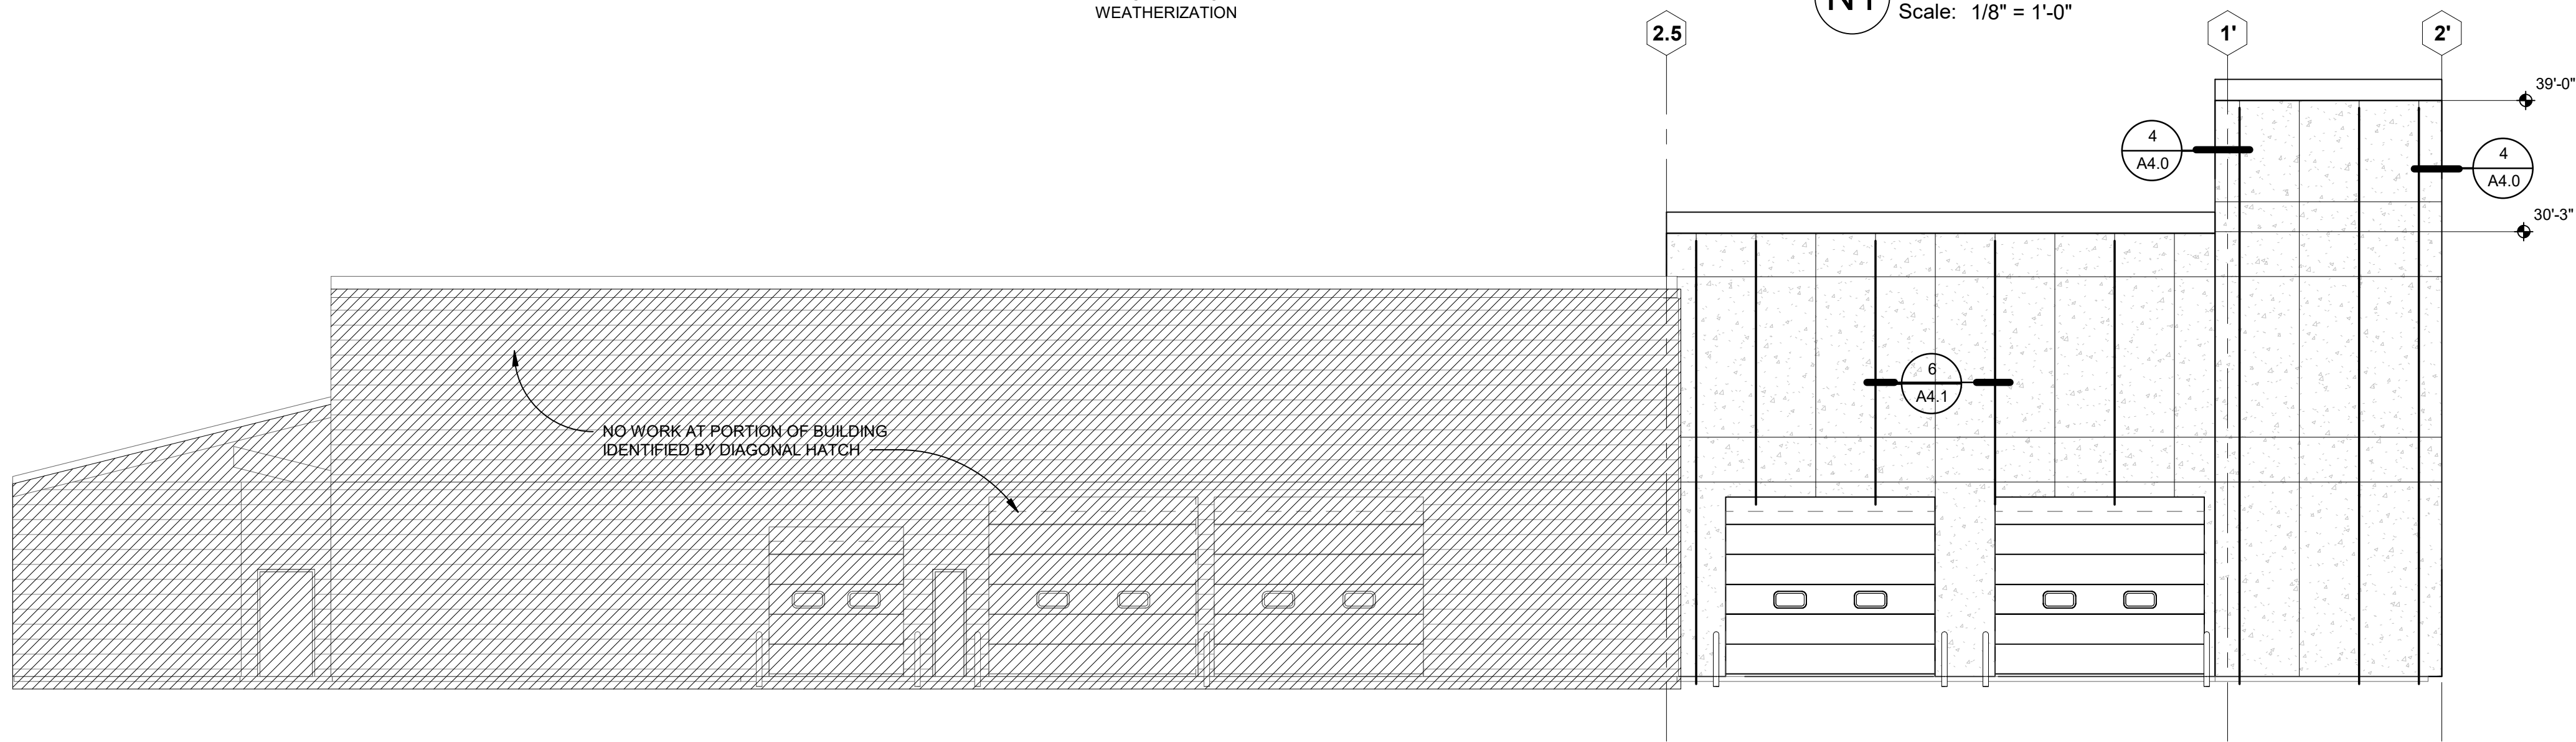 WEATHERIZATION
N1
Scale: 1/8" = 1'-0"
2.5
1'
2'
39'-0"
4
A4.0
4
A4.0
30'-3"
6
A4.1
NO WORK AT PORTION OF BUILDING
IDENTIFIED BY DIAGONAL HATCH